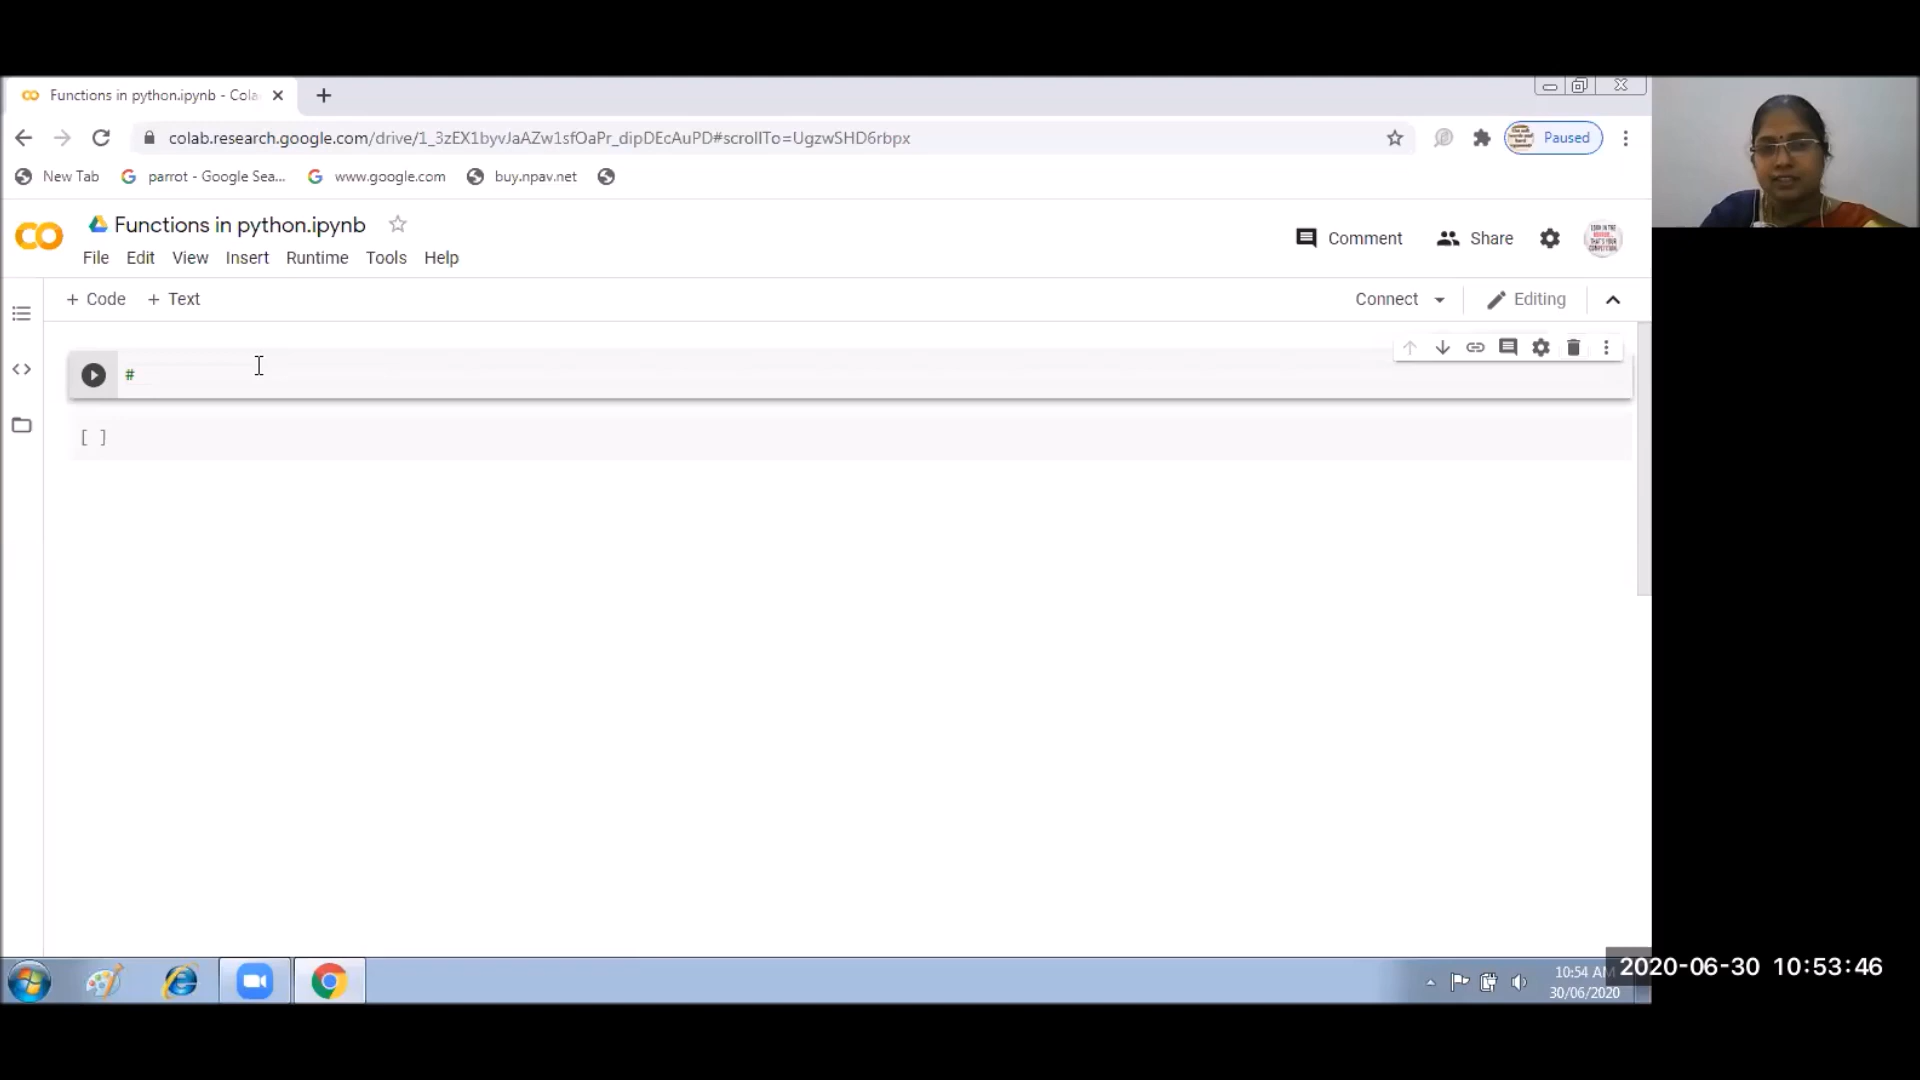 Functions in python.ipynb - Cola
colab.research.google.com/drive/1_3zEX1byvJaAZw1sfOaPr_dipDEcAuPD#scrollTo=UgzwSHD6rbpx
Paused
New Tab
parrot - Google Sea...
www.google.com
buy.npav.net
CO
Functions in python.ipynb
Comment
Share
File Edit View Insert Runtime Tools Help
+ Code + Text
Connect
Editing
#
[ ]
10:54 AM
30/06/2020
2020-06-30 10:53:46